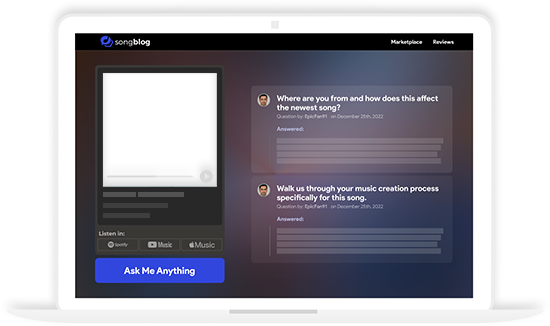 songblog
Marketplace
Reviews
Where are you from and how does this affect
the newest song?
Question by: EpicFan91 on December 25th, 2022
Answered:
Walk us through your music creation process
specifically for this song.
Question by: EpicFan91 on December 25th, 2022
Answered:
Listen in:
Spotify
Music
Music
Ask Me Anything